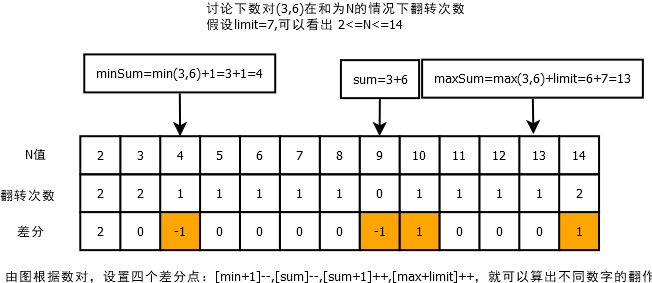 讨论下数对(3,6)在和为N的情况下翻转次数
假设limit=7,可以看出 2<=N<=14
minSum=min(3,6)+1=3+1=4
sum=3+6
maxSum=max(3,6)+limit=6+7=13
N值 2 3 4 5 6 7 8 9 10 11 12 13 14
翻转次数 2 2 1 1 1 1 1 0 1 1 1 1 2
差分 2 0 -1 0 0 0 0 -1 1 0 0 0 1
由图根据数对，设置四个差分点：[min+1]--,[sum]--,[sum+1]++,[max+limit]++，就可以算出不同数字的翻作